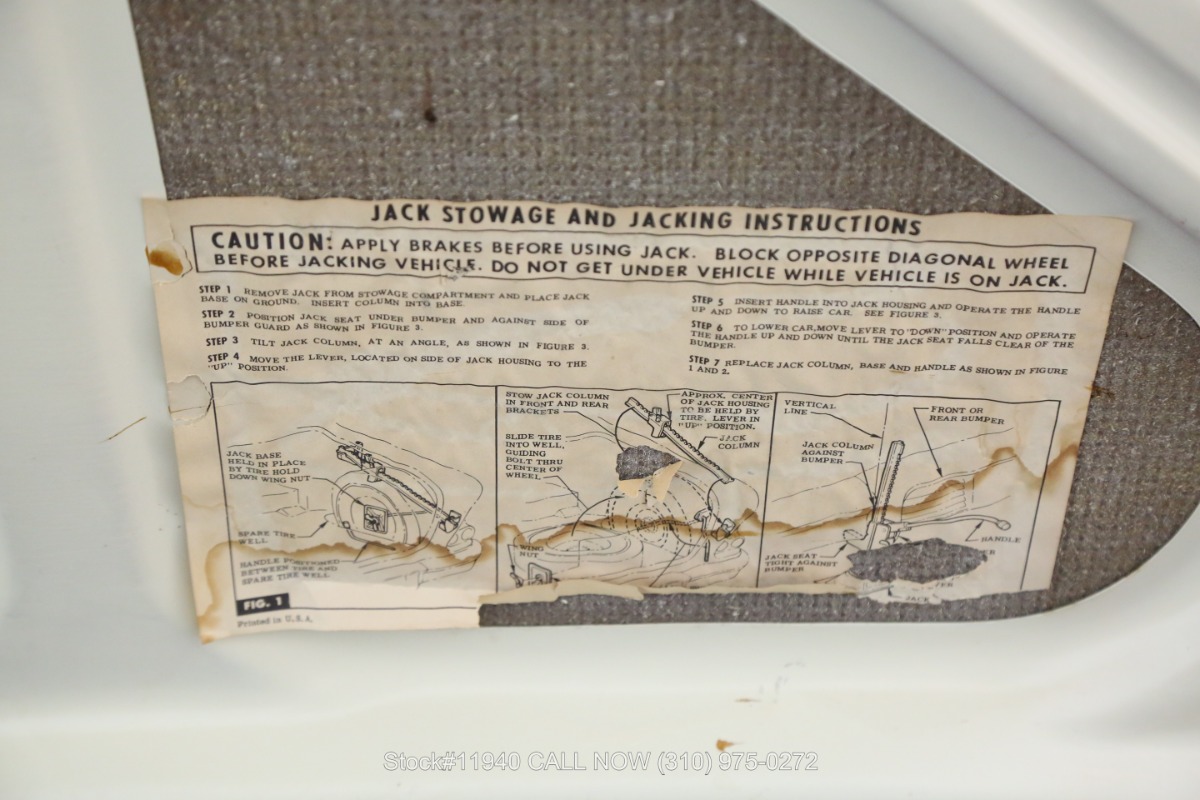 JACK STOWAGE AND JACKING INSTRUCTIONS
CAUTION: APPLY BRAKES BEFORE USING JACK. BLOCK OPPOSITE DIAGONAL WHEEL
BEFORE JACKING VEHICLE. DO NOT GET UNDER VEHICLE WHILE VEHICLE IS ON JACK.
STEP 1 REMOVE JACK FROM STOWAGE COMPARTMENT AND PLACE JACK
BASE ON GROUND. INSERT COLUMN INTO BASE.
STEP 2 POSITION JACK SEAT UNDER BUMPER AND AGAINST SIDE OF
BUMPER GUARD AS SHOWN IN FIGURE 3.
STEP 3 TILT JACK COLUMN, AT AN ANGLE, AS SHOWN IN FIGURE 3.
STEP 4 MOVE THE LEVER, LOCATED ON SIDE OF JACK HOUSING TO THE
"UP" POSITION.
STEP 5 INSERT HANDLE INTO JACK HOUSING AND OPERATE THE HANDLE
UP AND DOWN TO RAISE CAR. SEE FIGURE 3.
STEP 6 TO LOWER CAR, MOVE LEVER TO "DOWN" POSITION AND OPERATE
THE HANDLE UP AND DOWN UNTIL THE JACK SEAT FALLS CLEAR OF THE
BUMPER.
STEP 7 REPLACE JACK COLUMN, BASE AND HANDLE AS SHOWN IN FIGURE
1 AND 2.
JACK BASE
HELD IN PLACE
BY TIRE HOLD
DOWN WING NUT
SPARE TIRE
WELL
HANDLE POSITIONED
BETWEEN TIRE AND
SPARE TIRE WELL
FIG. 1
Printed in U.S.A.
STOW JACK COLUMN
IN FRONT AND REAR
BRACKETS
SLIDE TIRE
INTO WELL,
GUIDING
BOLT THRU
CENTER OF
WHEEL
WING
NUT
APPROX. CENTER
OF JACK HOUSING
TO BE HELD BY
TIRE. LEVER IN
"UP" POSITION.
JACK
COLUMN
VERTICAL
LINE
FRONT OR
REAR BUMPER
JACK COLUMN
AGAINST
BUMPER
HANDLE
JACK SEAT
TIGHT AGAINST
BUMPER
JACK
Stock#11940 CALL NOW (310) 975-0272